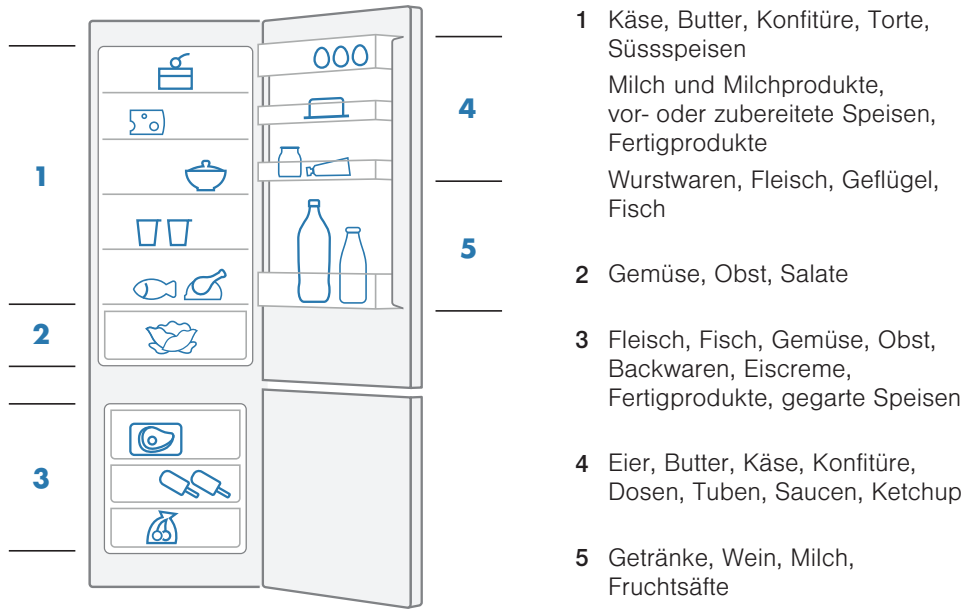 1
2
3
4
5
1 Käse, Butter, Konfitüre, Torte,
Süssspeisen
Milch und Milchprodukte,
vor- oder zubereitete Speisen,
Fertigprodukte
Wurstwaren, Fleisch, Geflügel,
Fisch
2 Gemüse, Obst, Salate
3 Fleisch, Fisch, Gemüse, Obst,
Backwaren, Eiscreme,
Fertigprodukte, gegarte Speisen
4 Eier, Butter, Käse, Konfitüre,
Dosen, Tuben, Saucen, Ketchup
5 Getränke, Wein, Milch,
Fruchtsäfte